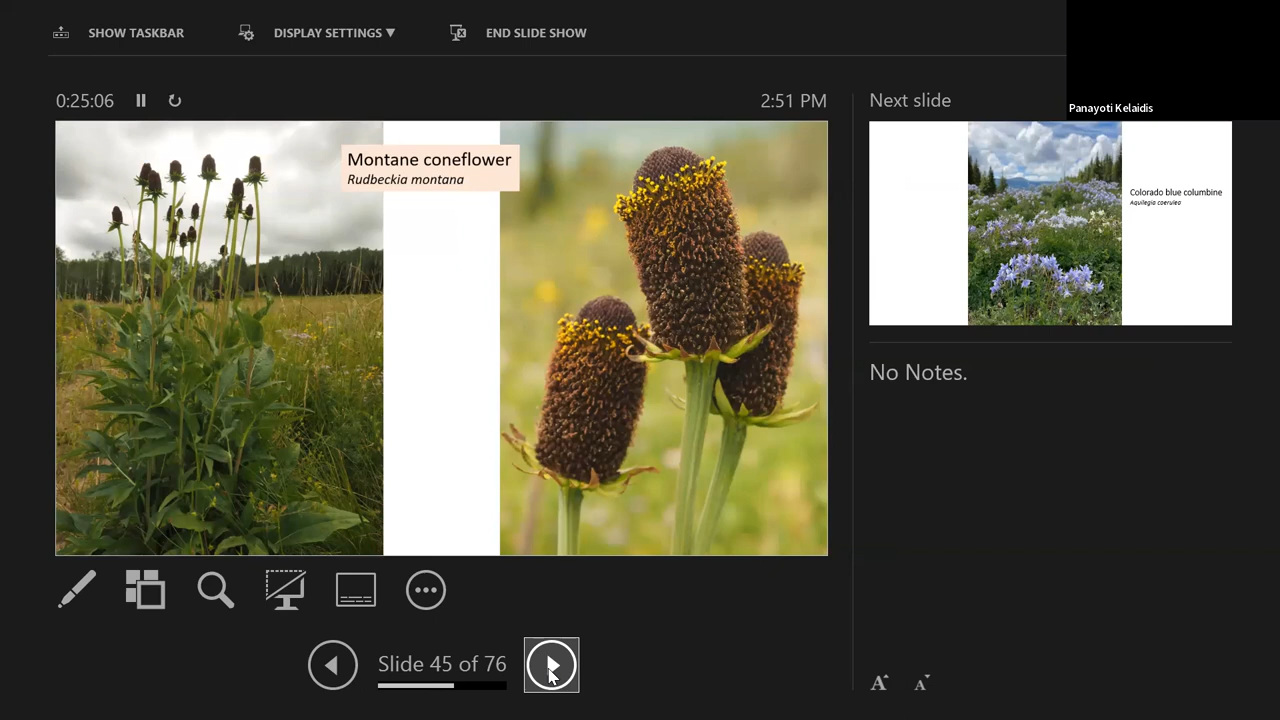 SHOW TASKBAR
DISPLAY SETTINGS ▼
END SLIDE SHOW
0:25:06
2:51 PM
Next slide
Panayoti Kelaidis
Montane coneflower
Rudbeckia montana
Colorado blue columbine
Aquilegia caerulea
No Notes.
Slide 45 of 76
A A